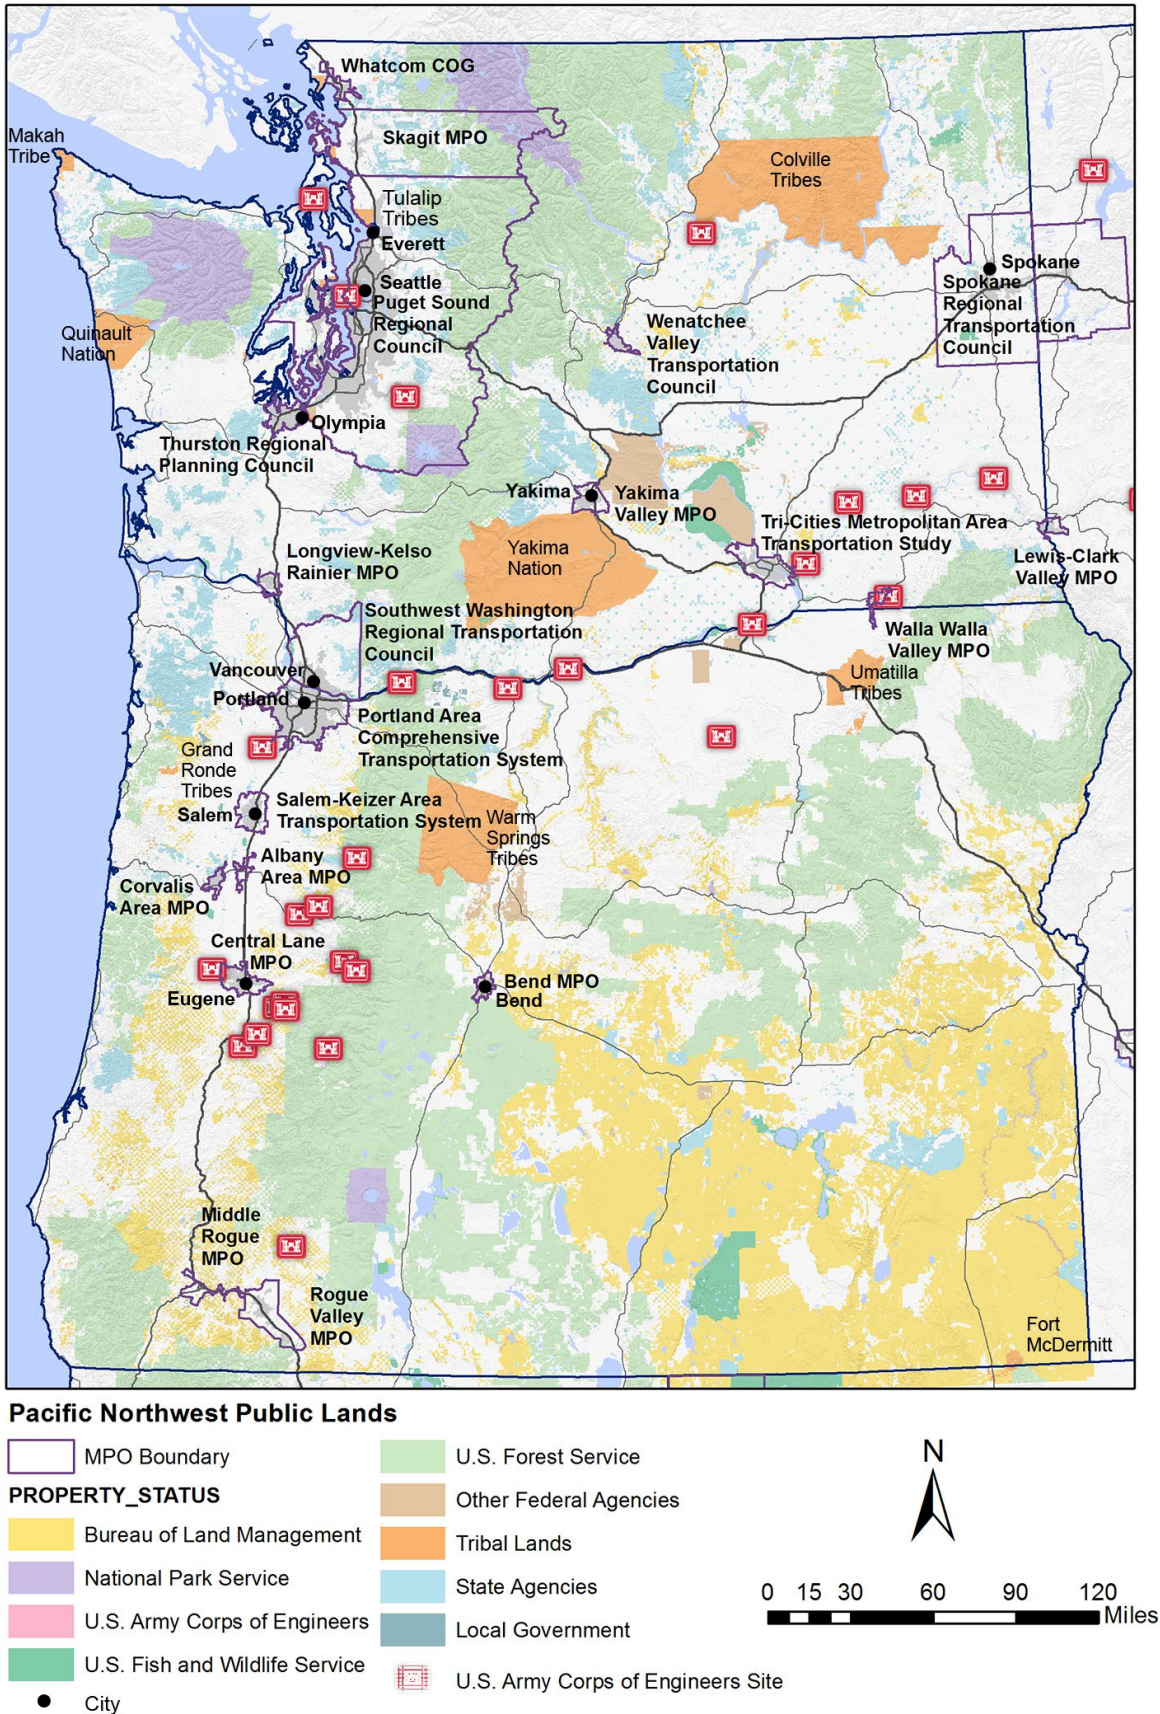 Whatcom COG
Skagit MPO
Makah
Tribe
Colville
Tribes
Tulalip
Tribes
Everett
Spokane
Seattle
Puget Sound
Regional
Council
Spokane
Regional
Transportation
Council
Wenatchee
Valley
Transportation
Council
Quinault
Nation
Olympia
Thurston Regional
Planning Council
Yakima
Yakima
Valley MPO
Tri-Cities Metropolitan Area
Transportation Study
Longview-Kelso
Rainier MPO
Yakima
Nation
Lewis-Clark
Valley MPO
Southwest Washington
Regional Transportation
Council
Walla Walla
Valley MPO
Vancouver
Portland
Umatilla
Tribes
Portland Area
Comprehensive
Transportation System
Grand
Ronde
Tribes
Salem
Salem-Keizer Area
Transportation System
Warm
Springs
Tribes
Albany
Area MPO
Corvalis
Area MPO
Central Lane
MPO
Eugene
Bend MPO
Bend
Middle
Rogue
MPO
Rogue
Valley
MPO
Fort
McDermitt
Pacific Northwest Public Lands
MPO Boundary
PROPERTY_STATUS
Bureau of Land Management
National Park Service
U.S. Army Corps of Engineers
U.S. Fish and Wildlife Service
City
U.S. Forest Service
Other Federal Agencies
Tribal Lands
State Agencies
Local Government
U.S. Army Corps of Engineers Site
N
0 15 30 60 90 120
Miles